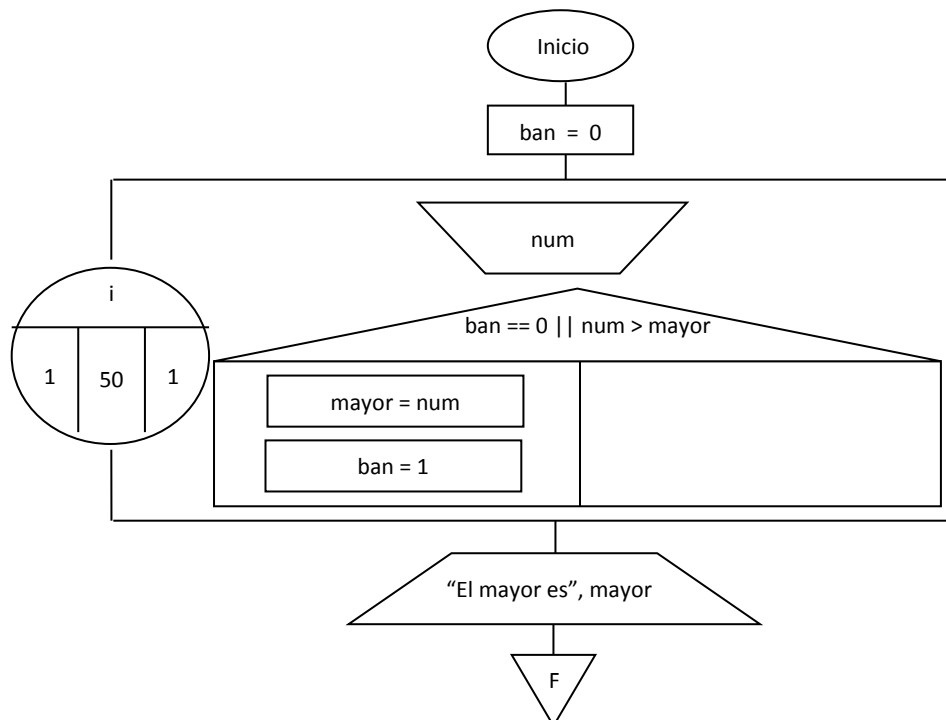 Inicio
ban = 0
num
i
1 50 1
ban == 0 || num > mayor
mayor = num
ban = 1
“El mayor es”, mayor
F